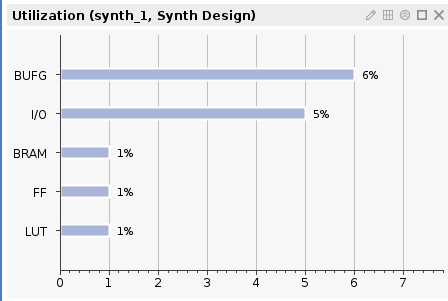 Utilization (synth_1, Synth Design)
BUFG 6%
I/O 5%
BRAM 1%
FF 1%
LUT 1%
0 1 2 3 4 5 6 7